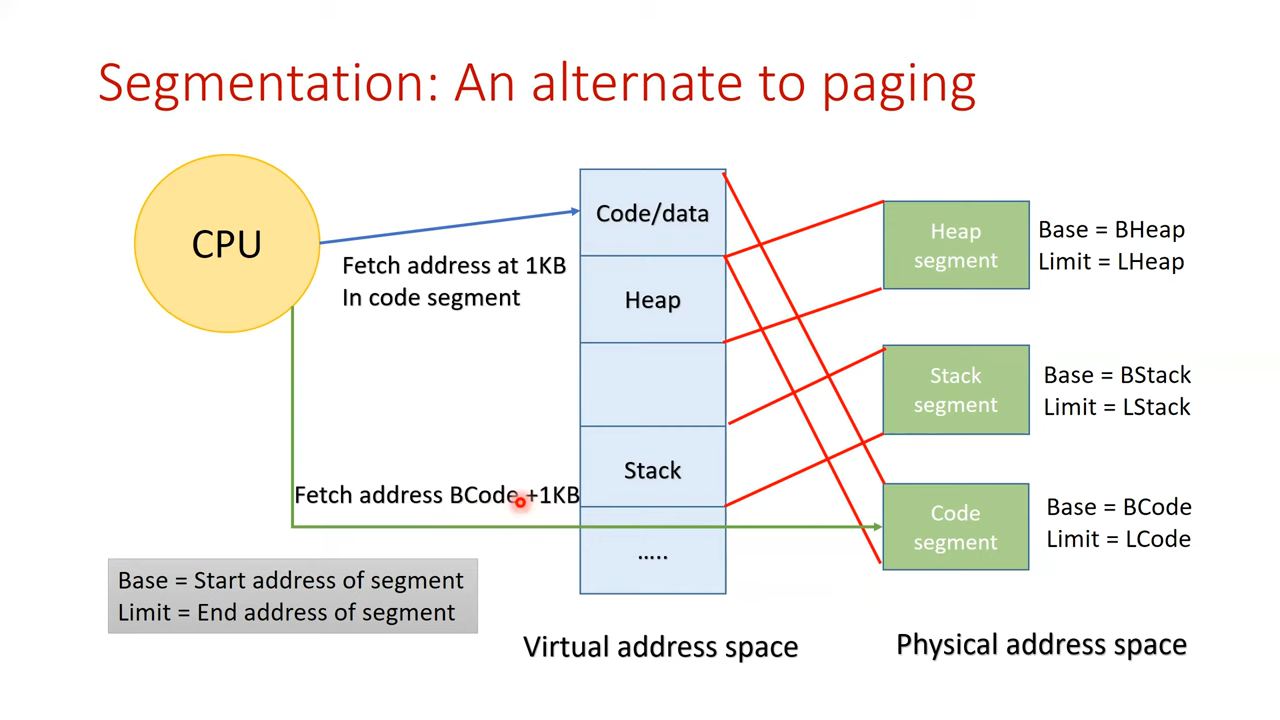 Segmentation: An alternate to paging
CPU
Fetch address at 1KB
In code segment
Fetch address BCode +1KB
Base = Start address of segment
Limit = End address of segment
Code/data
Heap
Stack
.....
Virtual address space
Heap
segment
Base = BHeap
Limit = LHeap
Stack
segment
Base = BStack
Limit = LStack
Code
segment
Base = BCode
Limit = LCode
Physical address space